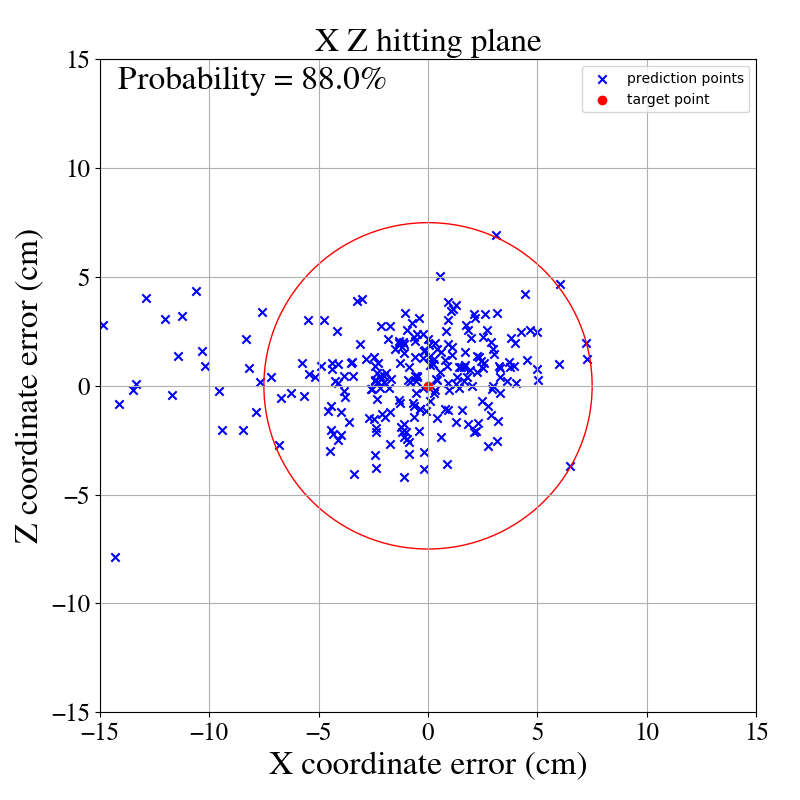 X Z hitting plane
Probability = 88.0%
prediction points
target point
15
10
5
0
−5
−10
−15
Z coordinate error (cm)
−15 −10 −5 0 5 10 15
X coordinate error (cm)